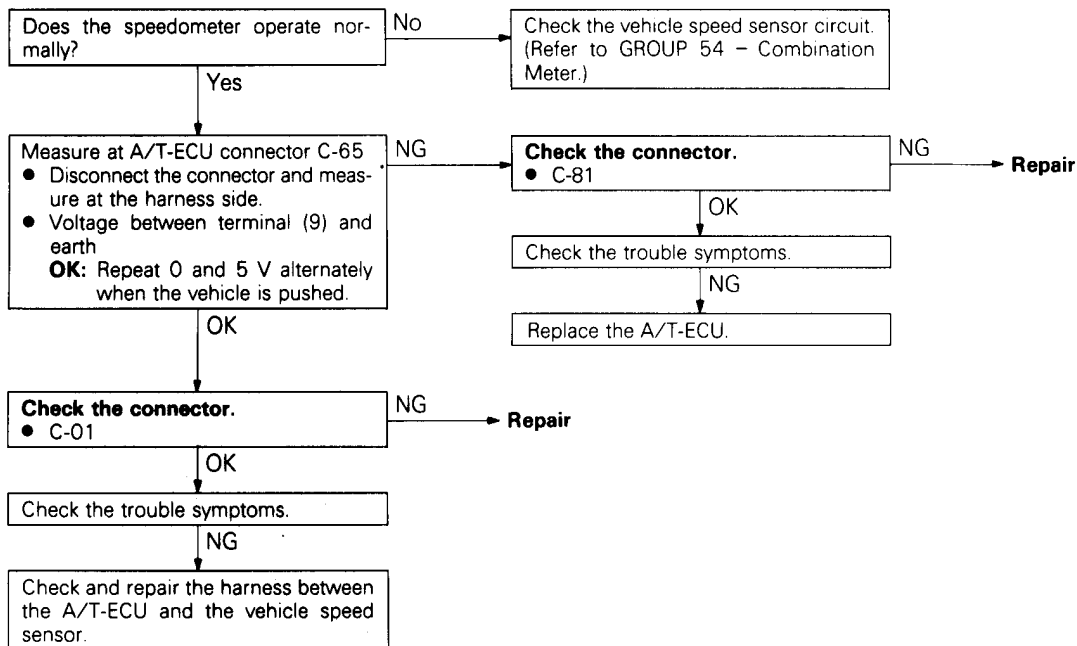 Does the speedometer operate nor-
mally?
No
Check the vehicle speed sensor circuit.
(Refer to GROUP 54 – Combination
Meter.)
Yes
Measure at A/T-ECU connector C-65
● Disconnect the connector and meas-
ure at the harness side.
● Voltage between terminal (9) and
earth
OK: Repeat 0 and 5 V alternately
when the vehicle is pushed.
NG
Check the connector.
● C-81
NG
Repair
OK
Check the trouble symptoms.
NG
Replace the A/T-ECU.
OK
Check the connector.
● C-01
NG
Repair
OK
Check the trouble symptoms.
NG
Check and repair the harness between
the A/T-ECU and the vehicle speed
sensor.